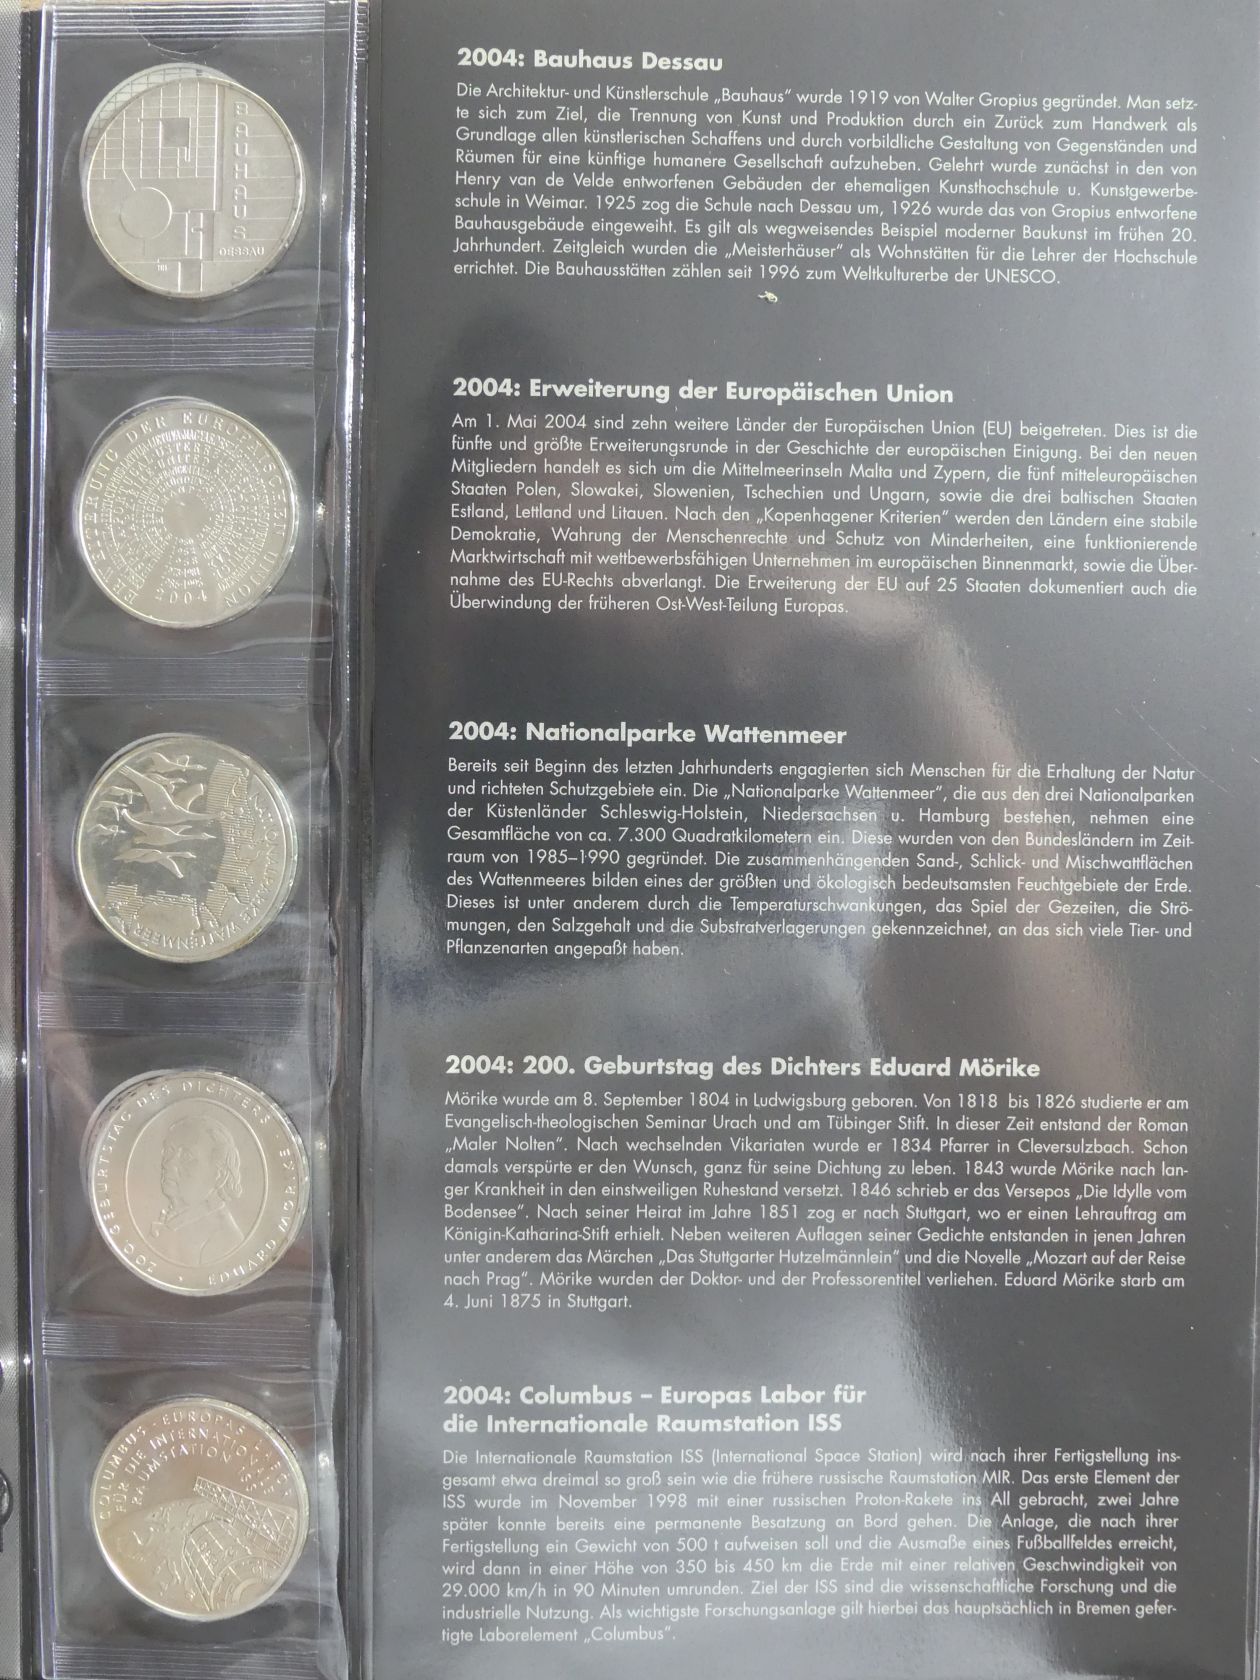 BAUHAUS
DESSAU
2004: Bauhaus Dessau
Die Architektur- und Künstlerschule „Bauhaus" wurde 1919 von Walter Gropius gegründet. Man setz-
te sich zum Ziel, die Trennung von Kunst und Produktion durch ein Zurück zum Handwerk als
Grundlage allen künstlerischen Schaffens und durch vorbildliche Gestaltung von Gegenständen und
Räumen für eine künftige humanere Gesellschaft aufzuheben. Gelehrt wurde zunächst in den von
Henry van de Velde entworfenen Gebäuden der ehemaligen Kunsthochschule u. Kunstgewerbe-
schule in Weimar. 1925 zog die Schule nach Dessau um, 1926 wurde das von Gropius entworfene
Bauhausgebäude eingeweiht. Es gilt als wegweisendes Beispiel moderner Baukunst im frühen 20.
Jahrhundert. Zeitgleich wurden die „Meisterhäuser" als Wohnstätten für die Lehrer der Hochschule
errichtet. Die Bauhausstätten zählen seit 1996 zum Weltkulturerbe der UNESCO.
ERWEITERUNG DER EUROPÄISCHEN UNION
2004
2004: Erweiterung der Europäischen Union
Am 1. Mai 2004 sind zehn weitere Länder der Europäischen Union (EU) beigetreten. Dies ist die
fünfte und größte Erweiterungsrunde in der Geschichte der europäischen Einigung. Bei den neuen
Mitgliedern handelt es sich um die Mittelmeerinseln Malta und Zypern, die fünf mitteleuropäischen
Staaten Polen, Slowakei, Slowenien, Tschechien und Ungarn, sowie die drei baltischen Staaten
Estland, Lettland und Litauen. Nach den „Kopenhagener Kriterien" werden den Ländern eine stabile
Demokratie, Wahrung der Menschenrechte und Schutz von Minderheiten, eine funktionierende
Marktwirtschaft mit wettbewerbsfähigen Unternehmen im europäischen Binnenmarkt, sowie die Über-
nahme des EU-Rechts abverlangt. Die Erweiterung der EU auf 25 Staaten dokumentiert auch die
Überwindung der früheren Ost-West-Teilung Europas.
NATIONALPARKE WATTENMEER
2004: Nationalparke Wattenmeer
Bereits seit Beginn des letzten Jahrhunderts engagierten sich Menschen für die Erhaltung der Natur
und richteten Schutzgebiete ein. Die „Nationalparke Wattenmeer", die aus den drei Nationalparken
der Küstenländer Schleswig-Holstein, Niedersachsen u. Hamburg bestehen, nehmen eine
Gesamtfläche von ca. 7.300 Quadratkilometern ein. Diese wurden von den Bundesländern im Zeit-
raum von 1985–1990 gegründet. Die zusammenhängenden Sand-, Schlick- und Mischwattflächen
des Wattenmeeres bilden eines der größten und ökologisch bedeutsamsten Feuchtgebiete der Erde.
Dieses ist unter anderem durch die Temperaturschwankungen, das Spiel der Gezeiten, die Strö-
mungen, den Salzgehalt und die Substratverlagerungen gekennzeichnet, an das sich viele Tier- und
Pflanzenarten angepaßt haben.
200. GEBURTSTAG DES DICHTERS · EDUARD MÖRIKE ·
2004: 200. Geburtstag des Dichters Eduard Mörike
Mörike wurde am 8. September 1804 in Ludwigsburg geboren. Von 1818 bis 1826 studierte er am
Evangelisch-theologischen Seminar Urach und am Tübinger Stift. In dieser Zeit entstand der Roman
„Maler Nolten". Nach wechselnden Vikariaten wurde er 1834 Pfarrer in Cleversulzbach. Schon
damals verspürte er den Wunsch, ganz für seine Dichtung zu leben. 1843 wurde Mörike nach lan-
ger Krankheit in den einstweiligen Ruhestand versetzt. 1846 schrieb er das Versepos „Die Idylle vom
Bodensee". Nach seiner Heirat im Jahre 1851 zog er nach Stuttgart, wo er einen Lehrauftrag am
Königin-Katharina-Stift erhielt. Neben weiteren Auflagen seiner Gedichte entstanden in jenen Jahren
unter anderem das Märchen „Das Stuttgarter Hutzelmännlein" und die Novelle „Mozart auf der Reise
nach Prag". Mörike wurden der Doktor- und der Professorentitel verliehen. Eduard Mörike starb am
4. Juni 1875 in Stuttgart.
COLUMBUS · EUROPAS LABOR
FÜR DIE INTERNATIONALE
RAUMSTATION ISS
2004: Columbus – Europas Labor für
die Internationale Raumstation ISS
Die Internationale Raumstation ISS (International Space Station) wird nach ihrer Fertigstellung ins-
gesamt etwa dreimal so groß sein wie die frühere russische Raumstation MIR. Das erste Element der
ISS wurde im November 1998 mit einer russischen Proton-Rakete ins All gebracht, zwei Jahre
später konnte bereits eine permanente Besatzung an Bord gehen. Die Anlage, die nach ihrer
Fertigstellung ein Gewicht von 500 t aufweisen soll und die Ausmaße eines Fußballfeldes erreicht,
wird dann in einer Höhe von 350 bis 450 km die Erde mit einer relativen Geschwindigkeit von
29.000 km/h in 90 Minuten umrunden. Ziel der ISS sind die wissenschaftliche Forschung und die
industrielle Nutzung. Als wichtigste Forschungsanlage gilt hierbei das hauptsächlich in Bremen gefer-
tigte Laborelement „Columbus".